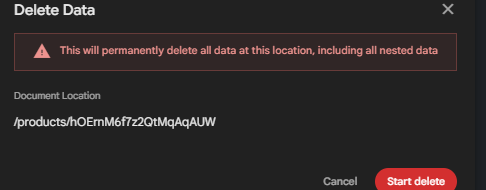 Delete Data
This will permanently delete all data at this location, including all nested data
Document Location
/products/hOErnM6f7z2QtMqAqAUW
Cancel
Start delete